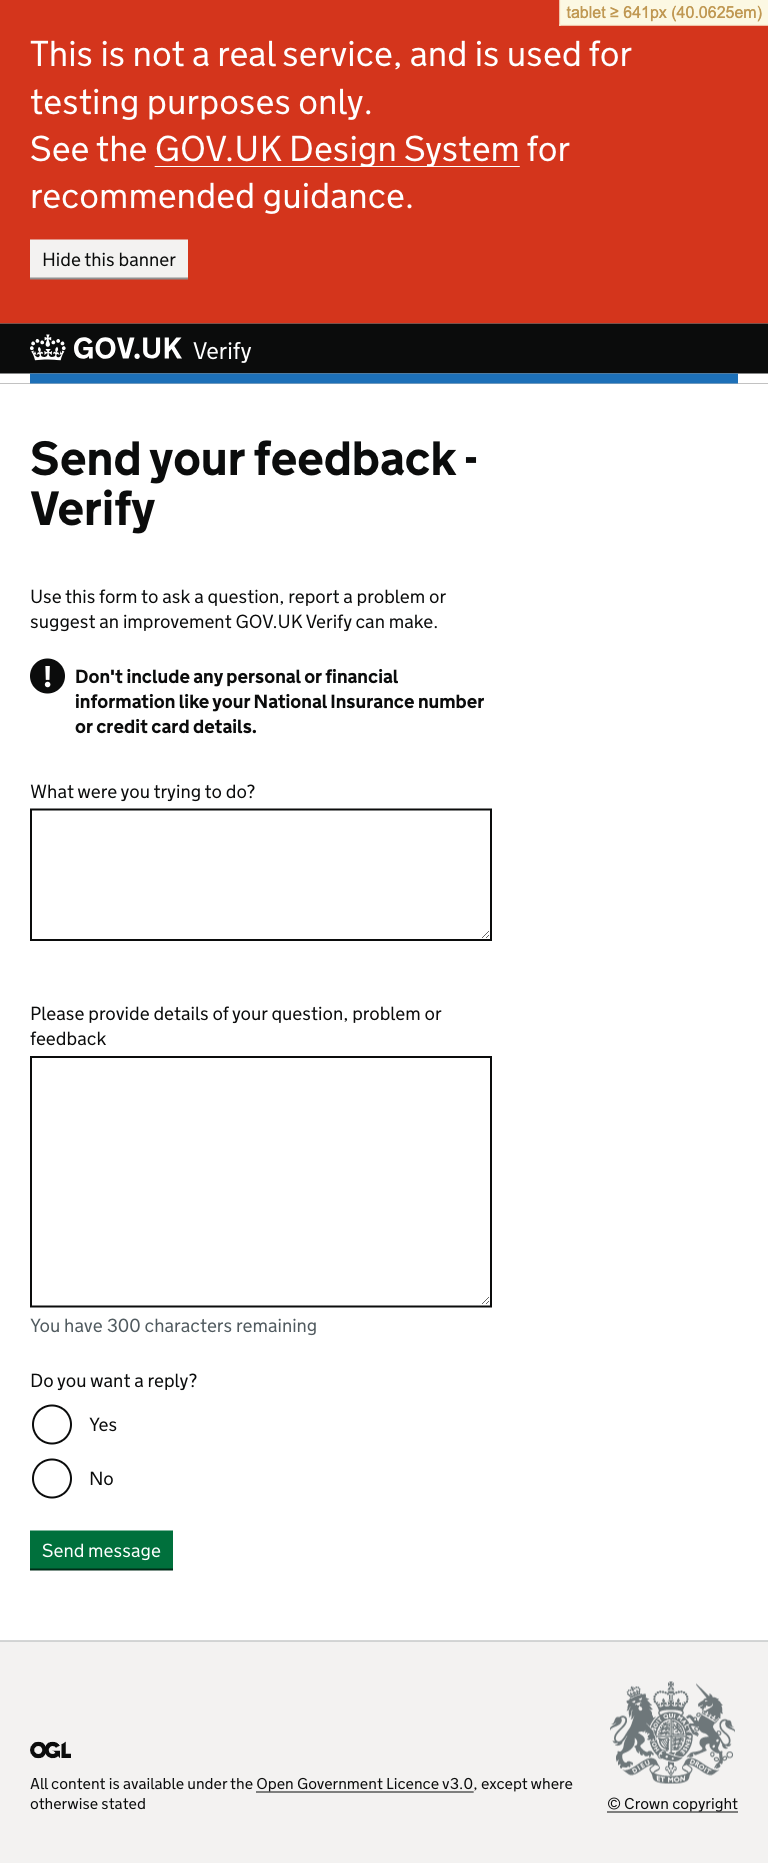 tablet ≥ 641px (40.0625em)
This is not a real service, and is used for
testing purposes only.
See the GOV.UK Design System for
recommended guidance.
Hide this banner
GOV.UK Verify
Send your feedback -
Verify
Use this form to ask a question, report a problem or
suggest an improvement GOV.UK Verify can make.
! Don't include any personal or financial
information like your National Insurance number
or credit card details.
What were you trying to do?
Please provide details of your question, problem or
feedback
You have 300 characters remaining
Do you want a reply?
Yes
No
Send message
OGL
All content is available under the Open Government Licence v3.0, except where
otherwise stated
DIEU ET MON DROIT
© Crown copyright